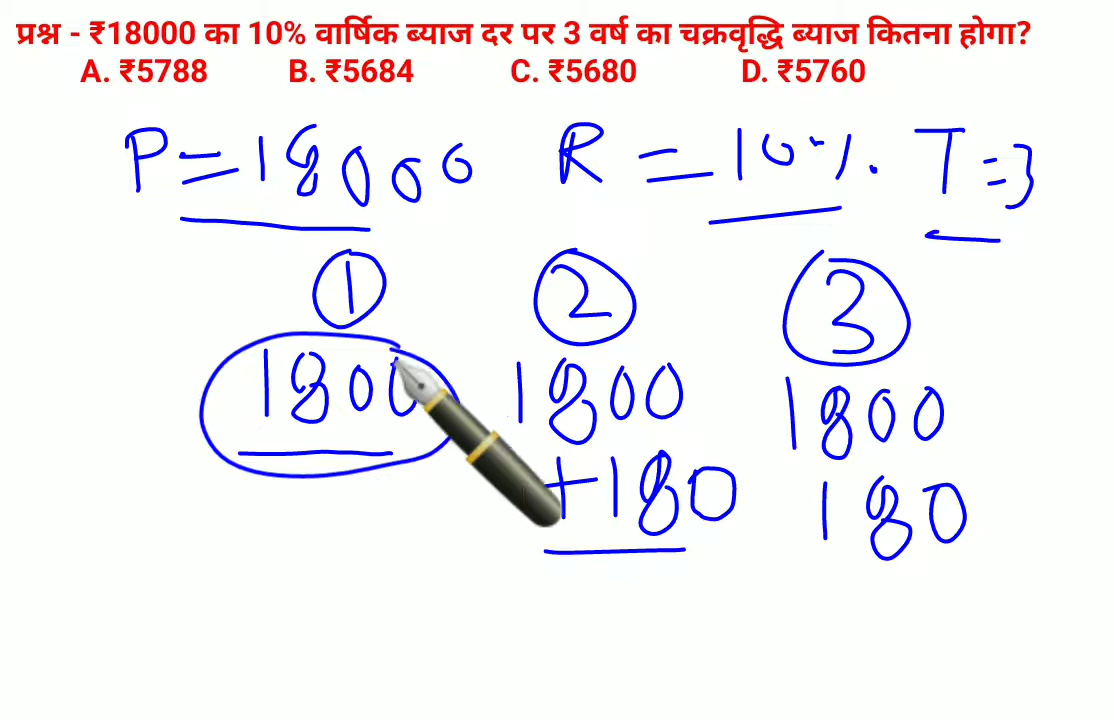 प्रश्न - ₹18000 का 10% वार्षिक ब्याज दर पर 3 वर्ष का चक्रवृद्धि ब्याज कितना होगा?
A. ₹5788 B. ₹5684 C. ₹5680 D. ₹5760
P=18000 R=10%. T=3
1 2 3
1800 1800 1800
+180 180